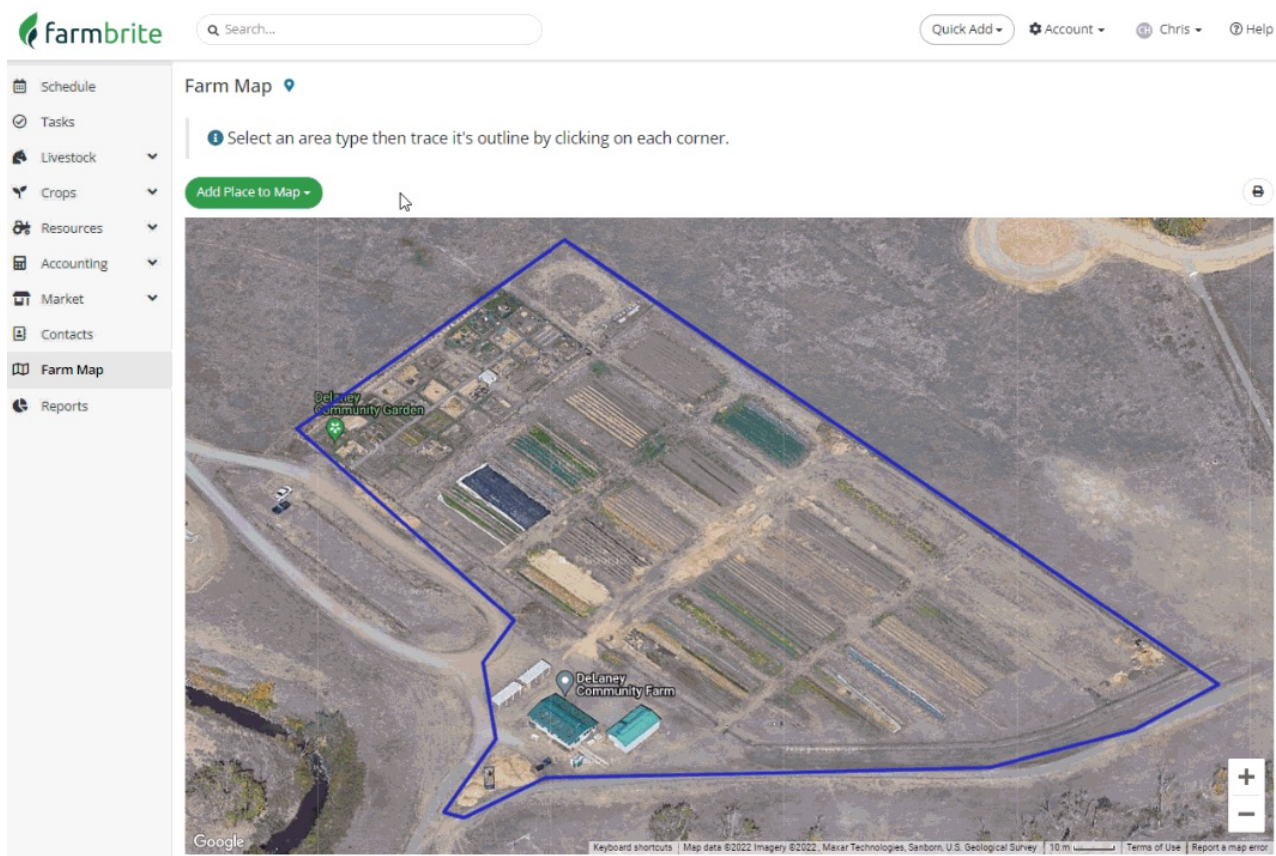 farmbrite
Search...
Quick Add
Account
CH
Chris
Help
Schedule
Tasks
Livestock
Crops
Resources
Accounting
Market
Contacts
Farm Map
Reports
Farm Map
Select an area type then trace it's outline by clicking on each corner.
Add Place to Map
Delaney
Community Garden
DeLaney
Community Farm
Google
Keyboard shortcuts
Map data ©2022 Imagery ©2022 , Maxar Technologies, Sanborn, U.S. Geological Survey
10 m
Terms of Use
Report a map error